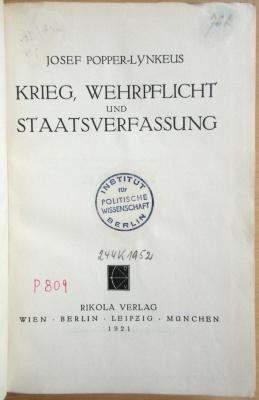 JOSEF POPPER-LYNKEUS
KRIEG, WEHRPFLICHT
UND
STAATSVERFASSUNG
INSTITUT
für
POLITISCHE
WISSENSCHAFT
BERLIN
244K1952
P 809
RIKOLA VERLAG
WIEN · BERLIN · LEIPZIG · MÜNCHEN
1921